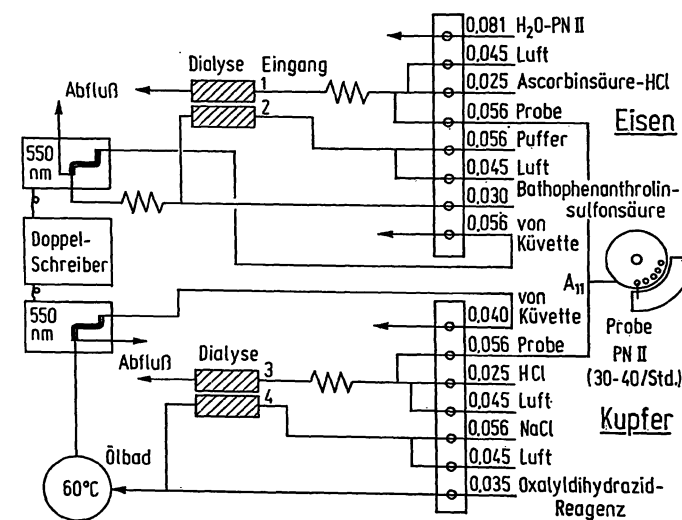 0,081 H₂O-PN II
0,045 Luft
0,025 Ascorbinsäure-HCl
0,056 Probe
0,056 Puffer
0,045 Luft
0,030 Bathophenanthrolin-
sulfonsäure
0,056 von
Küvette
Eisen
Dialyse Eingang
1
2
Abfluß
550
nm
Doppel-
Schreiber
550
nm
A₁₁
Probe
PN II
(30-40/Std.)
von
0,040 Küvette
0,056 Probe
0,025 HCl
0,045 Luft
0,056 NaCl
0,045 Luft
0,035 Oxalyldihydrazid-
Reagenz
Kupfer
Abfluß
Dialyse
3
4
Ölbad
60°C